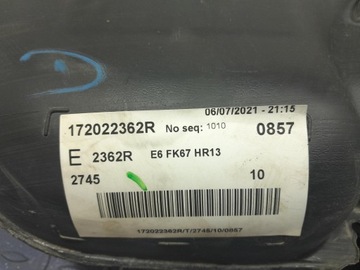 06/07/2021 - 21:15
172022362R No seq: 1010 0857
E 2362R E6 FK67 HR13
2745 10
172022362R/T/2745/10/0857